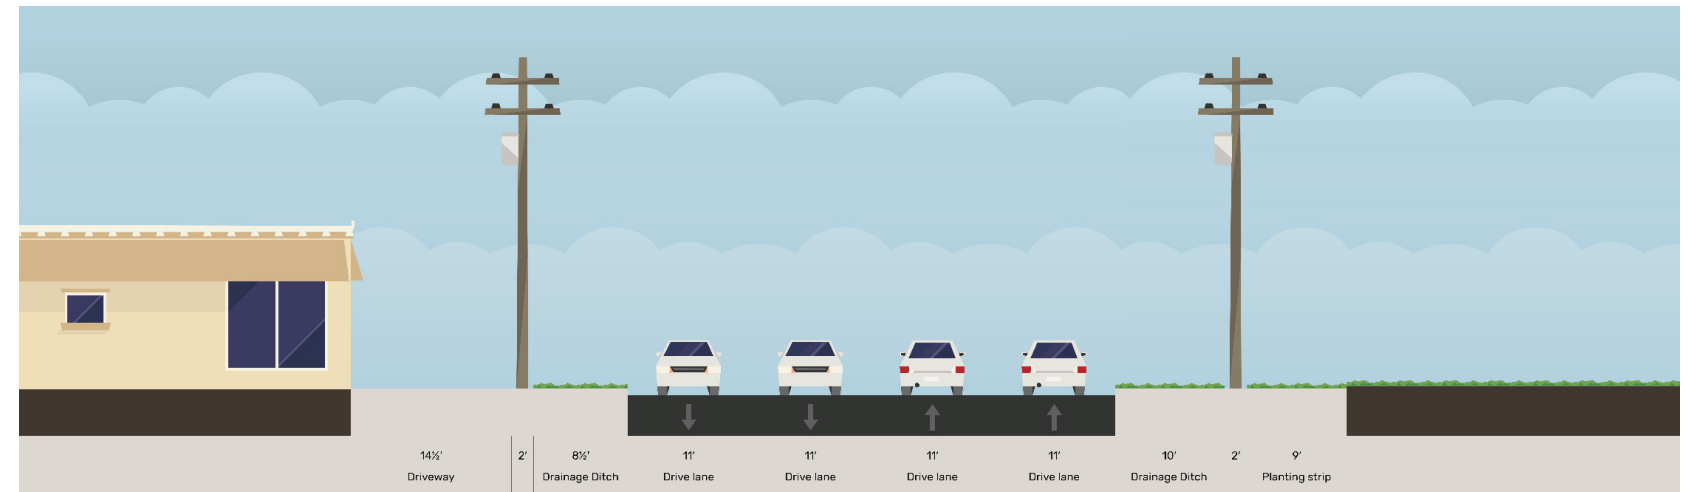 14½' 2' 8½' 11' 11' 11' 11' 10' 2' 9'
Driveway Drainage Ditch Drive lane Drive lane Drive lane Drive lane Drainage Ditch Planting strip